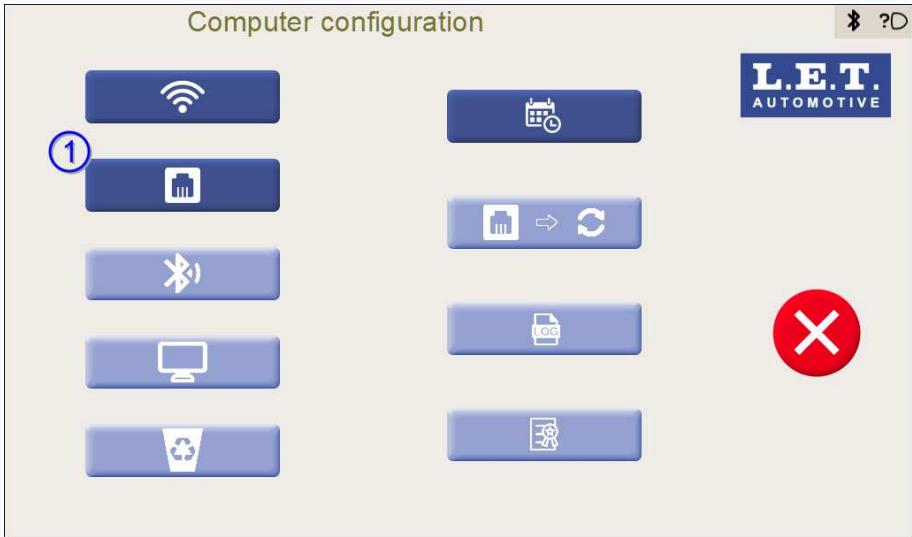 Computer configuration
?
L.E.T.
AUTOMOTIVE
1
LOG